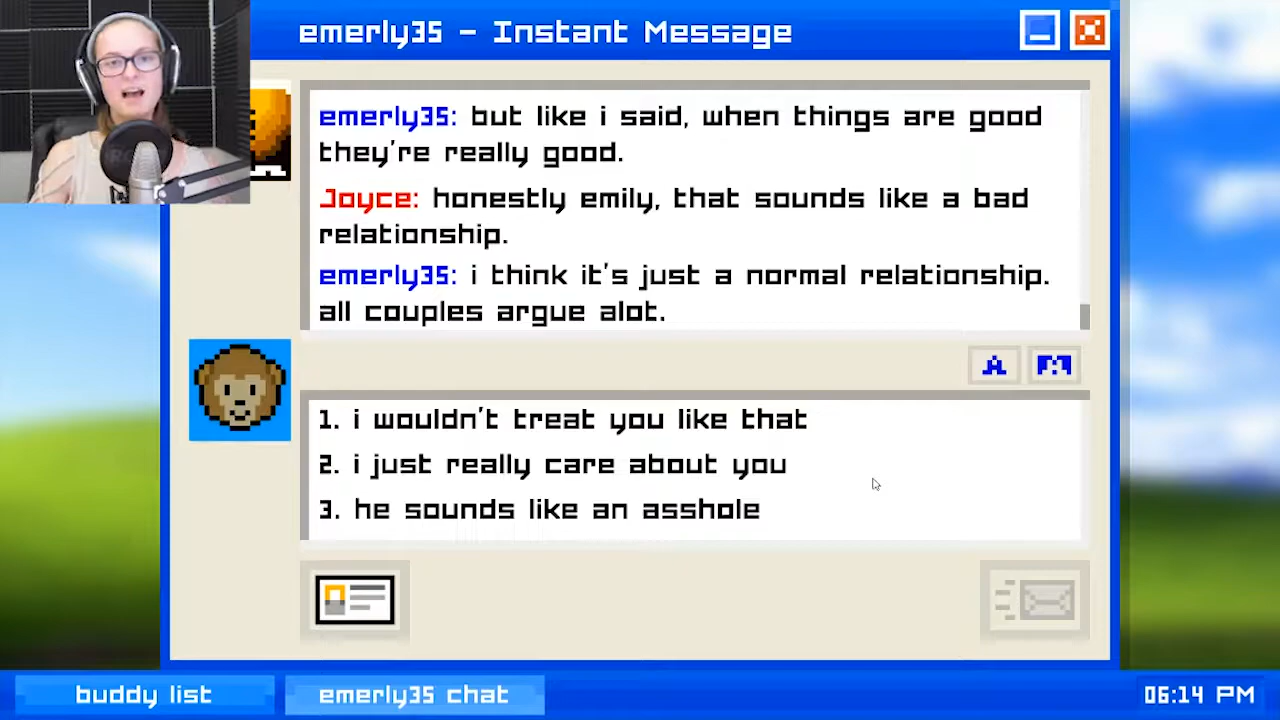 emerly35 - Instant Message
emerly35: but like i said, when things are good
they're really good.
Joyce: honestly emily, that sounds like a bad
relationship.
emerly35: i think it's just a normal relationship.
all couples argue alot.
A
1. i wouldn't treat you like that
2. i just really care about you
3. he sounds like an asshole
buddy list
emerly35 chat
06:14 PM